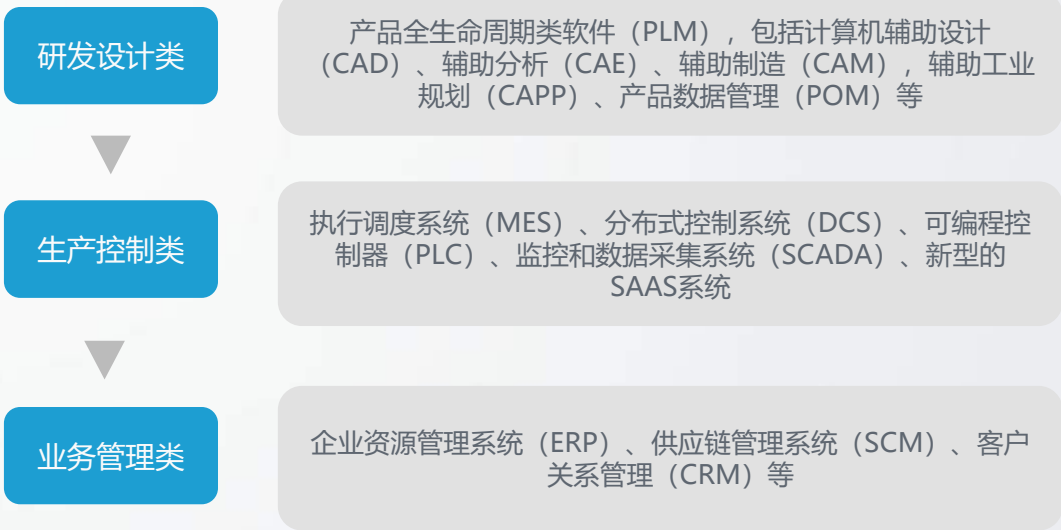 研发设计类
产品全生命周期类软件（PLM），包括计算机辅助设计
（CAD）、辅助分析（CAE）、辅助制造（CAM），辅助工业
规划（CAPP）、产品数据管理（POM）等
生产控制类
执行调度系统（MES）、分布式控制系统（DCS）、可编程控
制器（PLC）、监控和数据采集系统（SCADA）、新型的
SAAS系统
业务管理类
企业资源管理系统（ERP）、供应链管理系统（SCM）、客户
关系管理（CRM）等